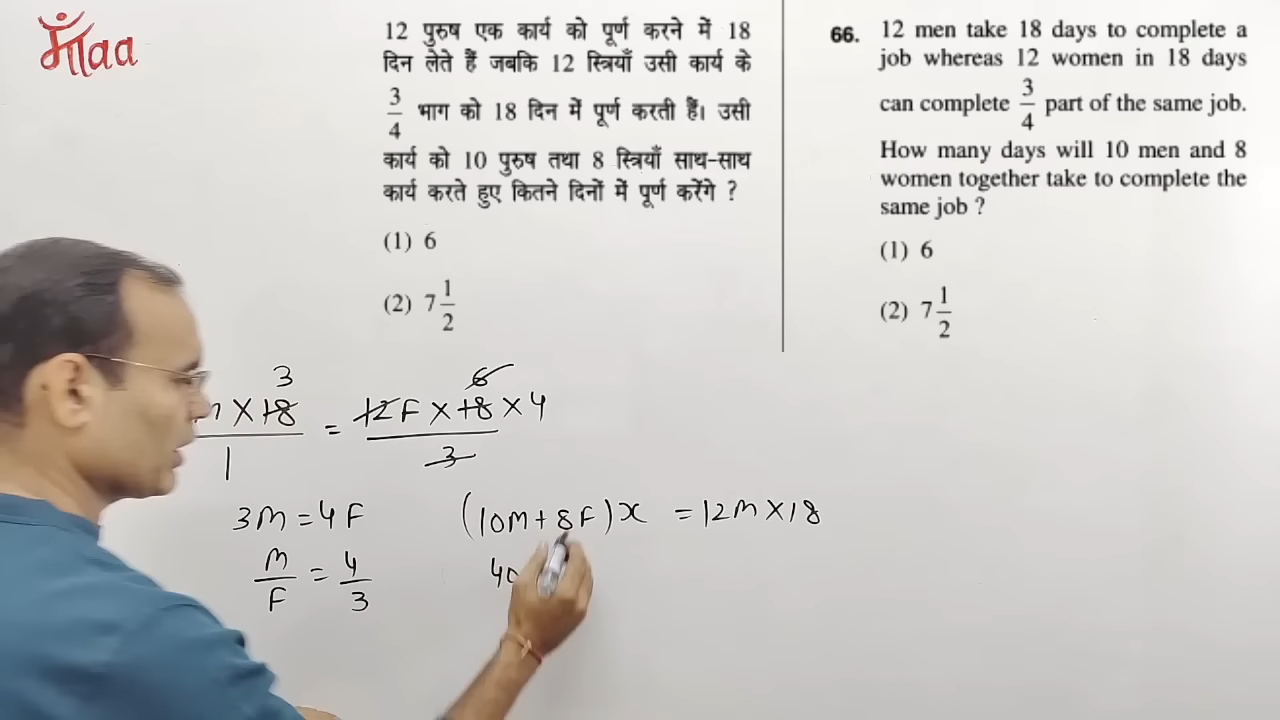 माँaa
12 पुरुष एक कार्य को पूर्ण करने में 18
दिन लेते हैं जबकि 12 स्त्रियाँ उसी कार्य के
3/4 भाग को 18 दिन में पूर्ण करती हैं। उसी
कार्य को 10 पुरुष तथा 8 स्त्रियाँ साथ-साथ
कार्य करते हुए कितने दिनों में पूर्ण करेंगे ?
(1) 6
(2) 7 1/2
66. 12 men take 18 days to complete a
job whereas 12 women in 18 days
can complete 3/4 part of the same job.
How many days will 10 men and 8
women together take to complete the
same job ?
(1) 6
(2) 7 1/2
3 6
× 18 = 12F × 18 × 4
1 3
3M = 4F (10M + 8F) x = 12M × 18
M/F = 4/3 40